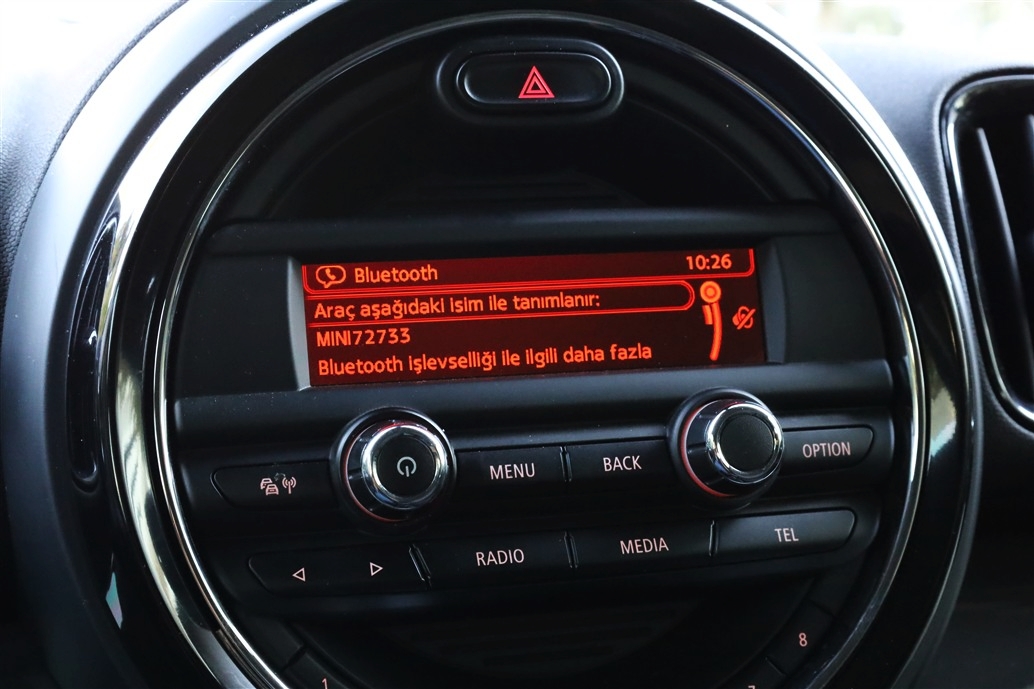 Bluetooth 10:26
Araç aşağıdaki isim ile tanımlanır:
MINI72733
Bluetooth işlevselliği ile ilgili daha fazla
MENU BACK OPTION
RADIO MEDIA TEL
8
1
7